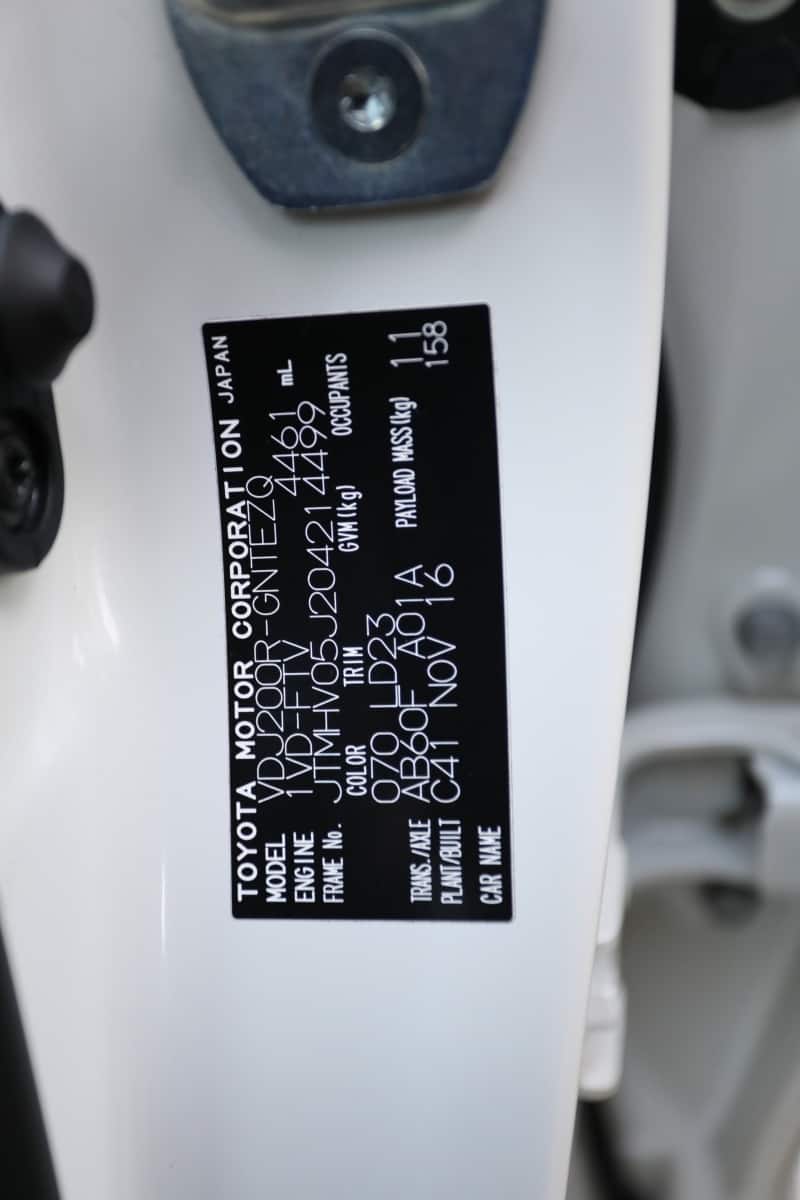 TOYOTA MOTOR CORPORATION JAPAN
MODEL VDJ200R-GNTEZQ
ENGINE 1VD-FTV 4461 mL
FRAME No. JTMHV05J204214499
COLOR TRIM GVM(kg) OCCUPANTS
070 LD23
TRANS./AXLE AB60F A01A PAYLOAD MASS(kg) 11
PLANT/BUILT C41 NOV 16 158
CAR NAME